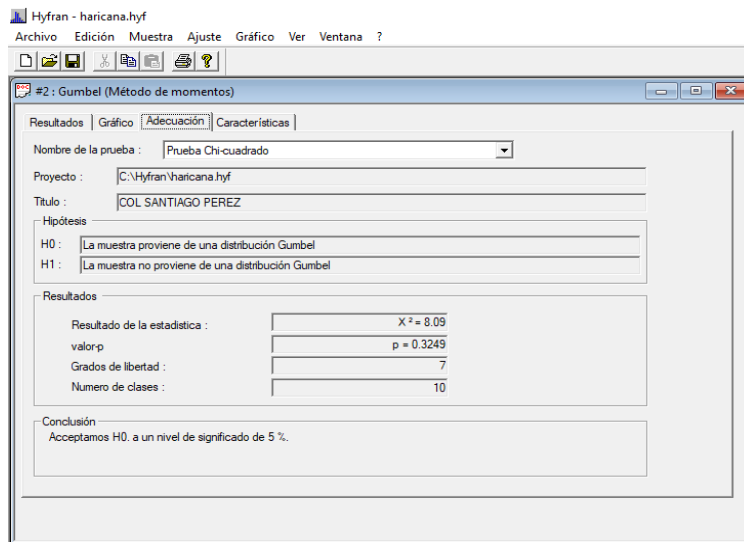 Hyfran - haricana.hyf
Archivo Edición Muestra Ajuste Gráfico Ver Ventana ?
#2 : Gumbel (Método de momentos)
Resultados Gráfico Adecuación Características
Nombre de la prueba : Prueba Chi-cuadrado
Proyecto : C:\Hyfran\haricana.hyf
Titulo : COL SANTIAGO PEREZ
Hipótesis
H0 : La muestra proviene de una distribución Gumbel
H1 : La muestra no proviene de una distribución Gumbel
Resultados
Resultado de la estadistica : X² = 8.09
valor-p p = 0.3249
Grados de libertad : 7
Numero de clases : 10
Conclusión
Acceptamos H0. a un nivel de significado de 5 %.